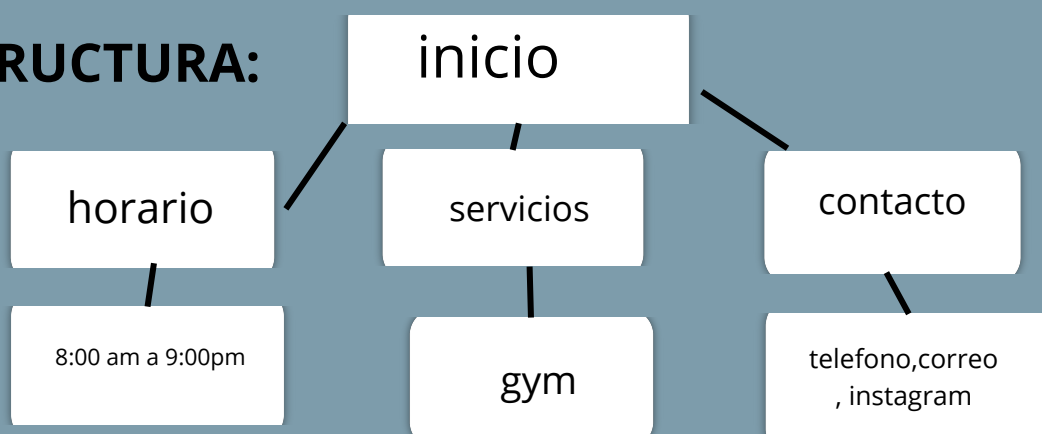 RUCTURA:
inicio
horario
servicios
contacto
8:00 am a 9:00pm
gym
telefono,correo
, instagram